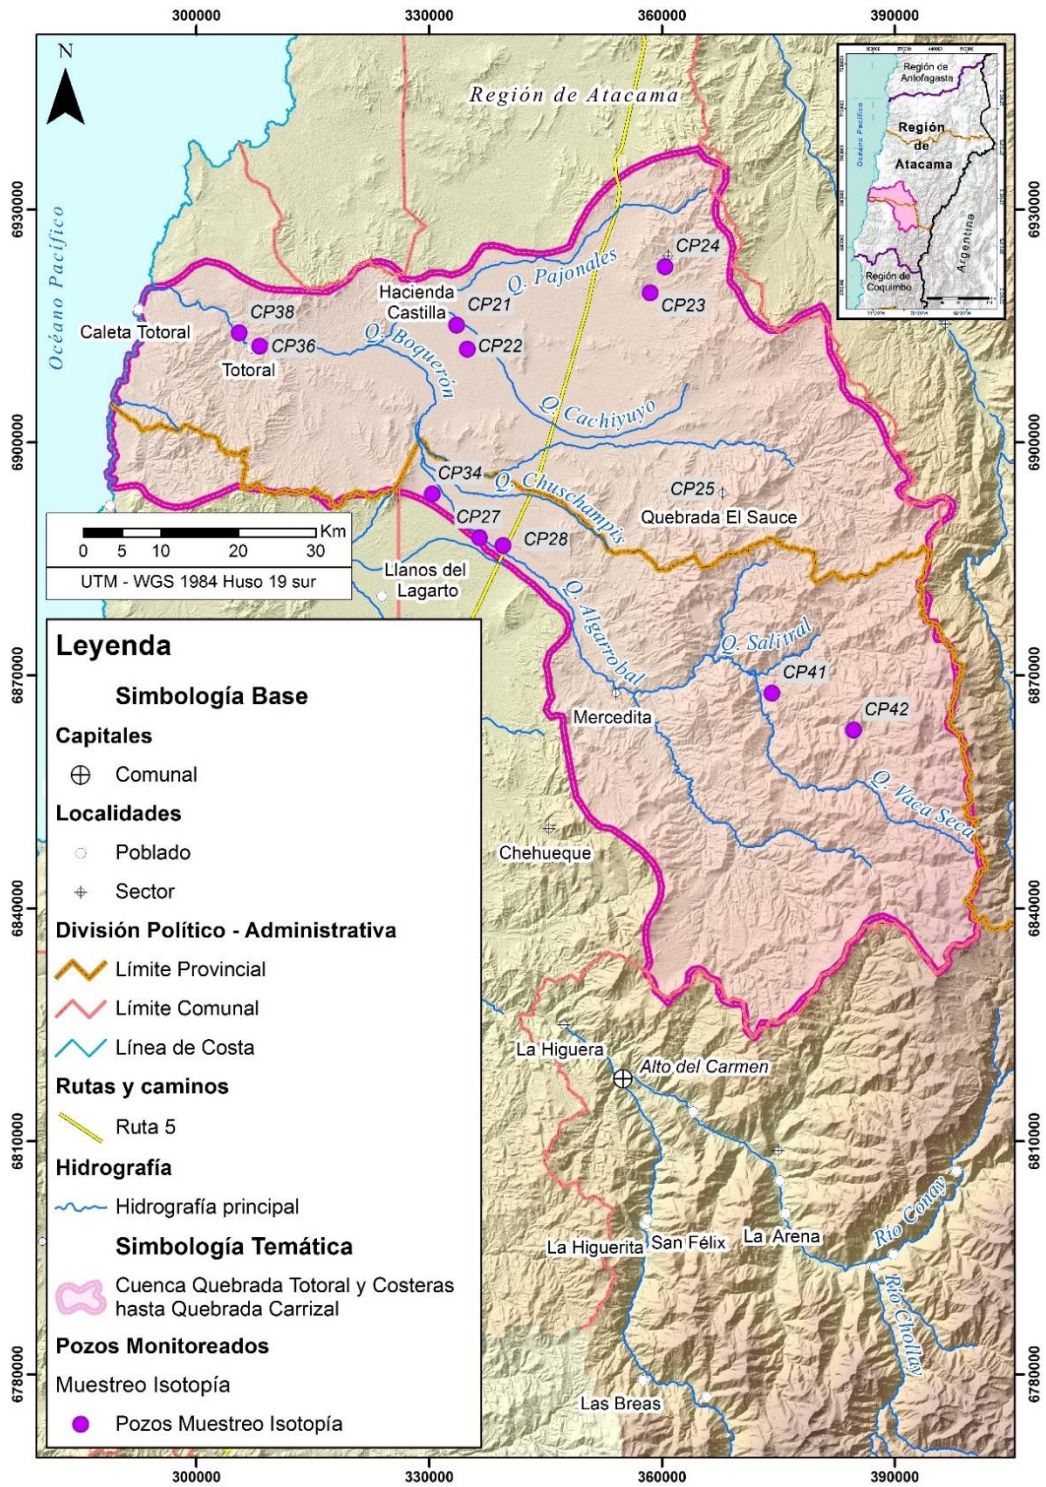 300000
330000
360000
390000
N
Región de Atacama
Océano Pacífico
Región de
Antofagasta
Océano Pacífico
Región
de
Atacama
Argentina
Región de
Coquimbo
6930000
6930000
CP24
Q. Pajonales
CP23
Hacienda
Castilla
CP21
CP38
Caleta Totoral
CP36
CP22
Totoral
Q. Boquerón
Q. Cachiyuyo
6900000
6900000
CP34
Q. Chuschampis
CP25
Quebrada El Sauce
CP27
CP28
Km
0 5 10 20 30
UTM - WGS 1984 Huso 19 sur
Llanos del
Lagarto
Q. Algarrobal
Q. Salitral
6870000
6870000
CP41
Mercedita
CP42
Q. Vaca Seca
Chehueque
6840000
6840000
La Higuera
Alto del Carmen
6810000
6810000
La Higuerita
San Félix
La Arena
Río Conay
Río Chollay
6780000
6780000
Las Breas
Leyenda
Simbología Base
Capitales
Comunal
Localidades
Poblado
Sector
División Político - Administrativa
Límite Provincial
Límite Comunal
Línea de Costa
Rutas y caminos
Ruta 5
Hidrografía
Hidrografía principal
Simbología Temática
Cuenca Quebrada Totoral y Costeras
hasta Quebrada Carrizal
Pozos Monitoreados
Muestreo Isotopía
Pozos Muestreo Isotopía
300000
330000
360000
390000